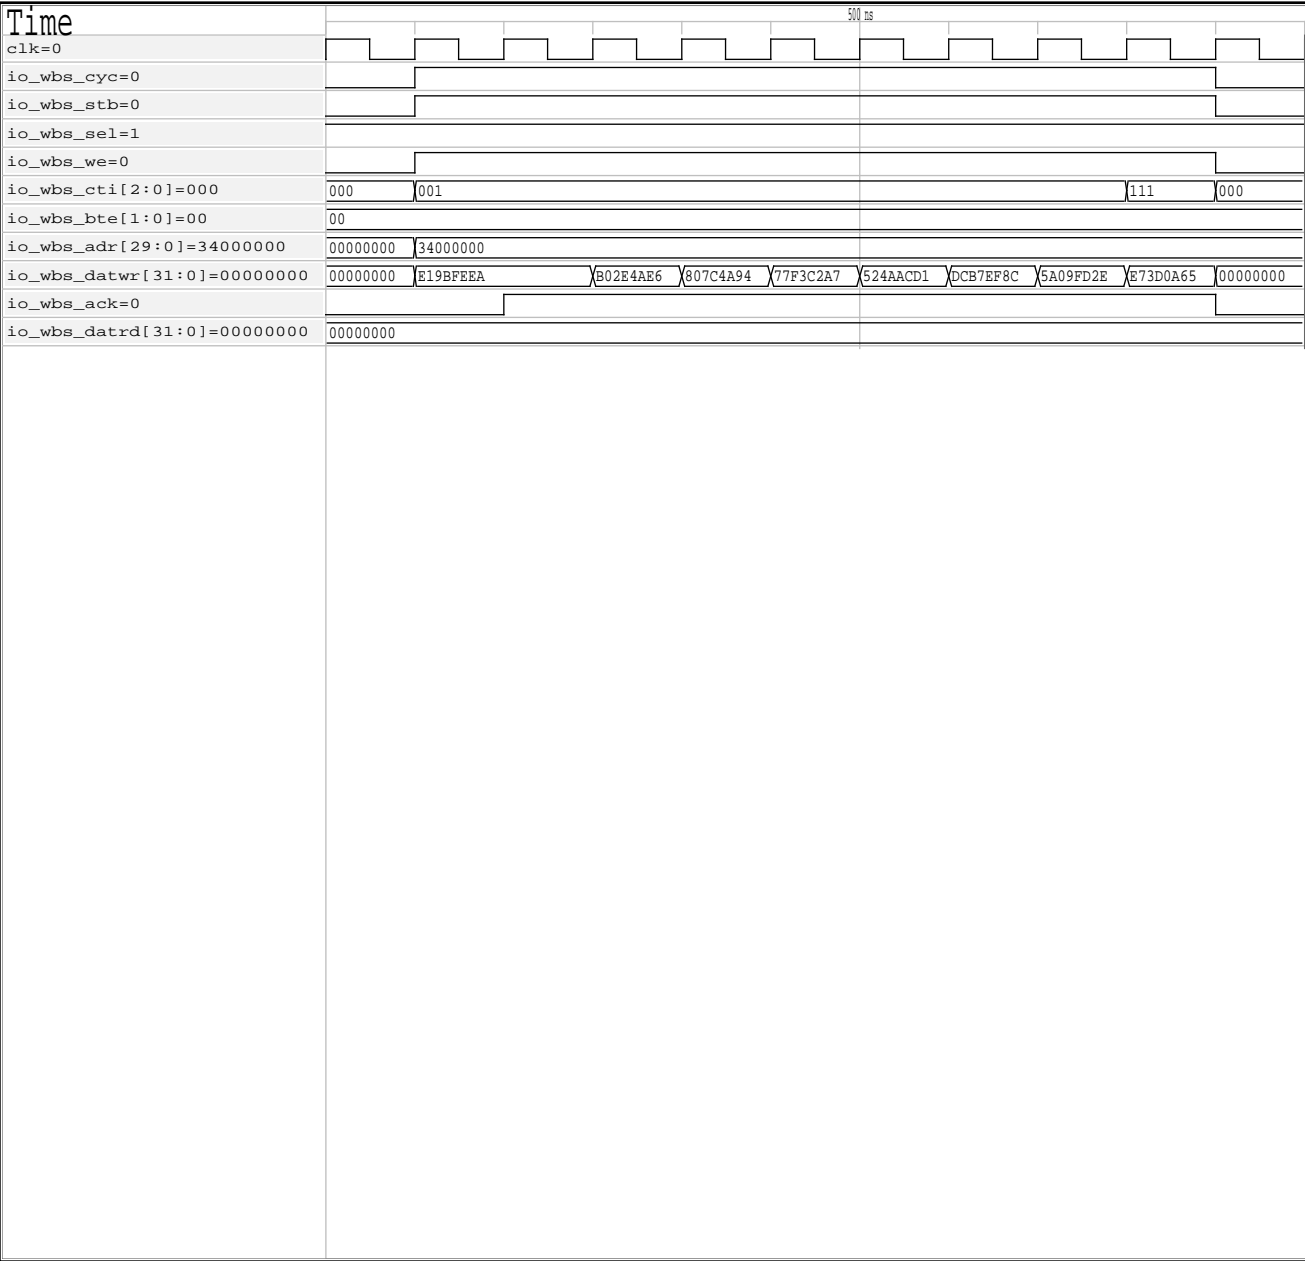 Time
500 ns
clk=0
io_wbs_cyc=0
io_wbs_stb=0
io_wbs_sel=1
io_wbs_we=0
io_wbs_cti[2:0]=000 000 001 111 000
io_wbs_bte[1:0]=00 00
io_wbs_adr[29:0]=34000000 00000000 34000000
io_wbs_datwr[31:0]=00000000 00000000 E19BFEEA B02E4AE6 807C4A94 77F3C2A7 524AACD1 DCB7EF8C 5A09FD2E E73D0A65 00000000
io_wbs_ack=0
io_wbs_datrd[31:0]=00000000 00000000